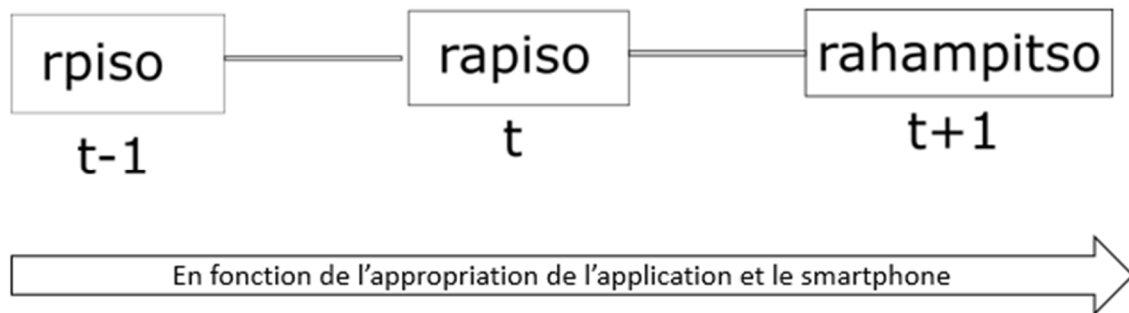 rpiso
rapiso
rahampitso
t-1
t
t+1
En fonction de l’appropriation de l’application et le smartphone